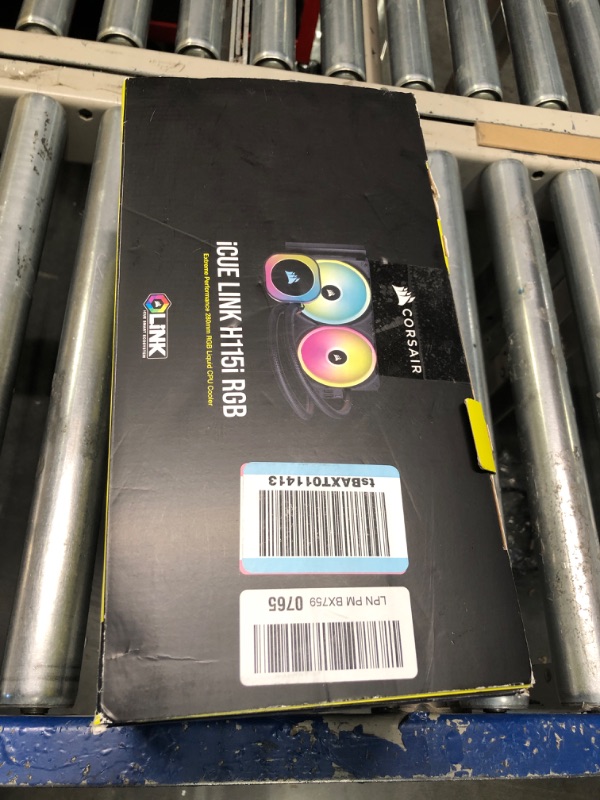 CORSAIR
iCUE LINK H115i RGB
Extreme Performance 280mm RGB Liquid CPU Cooler
LINK
tsBAXT011413
LPN PM BX759 0765